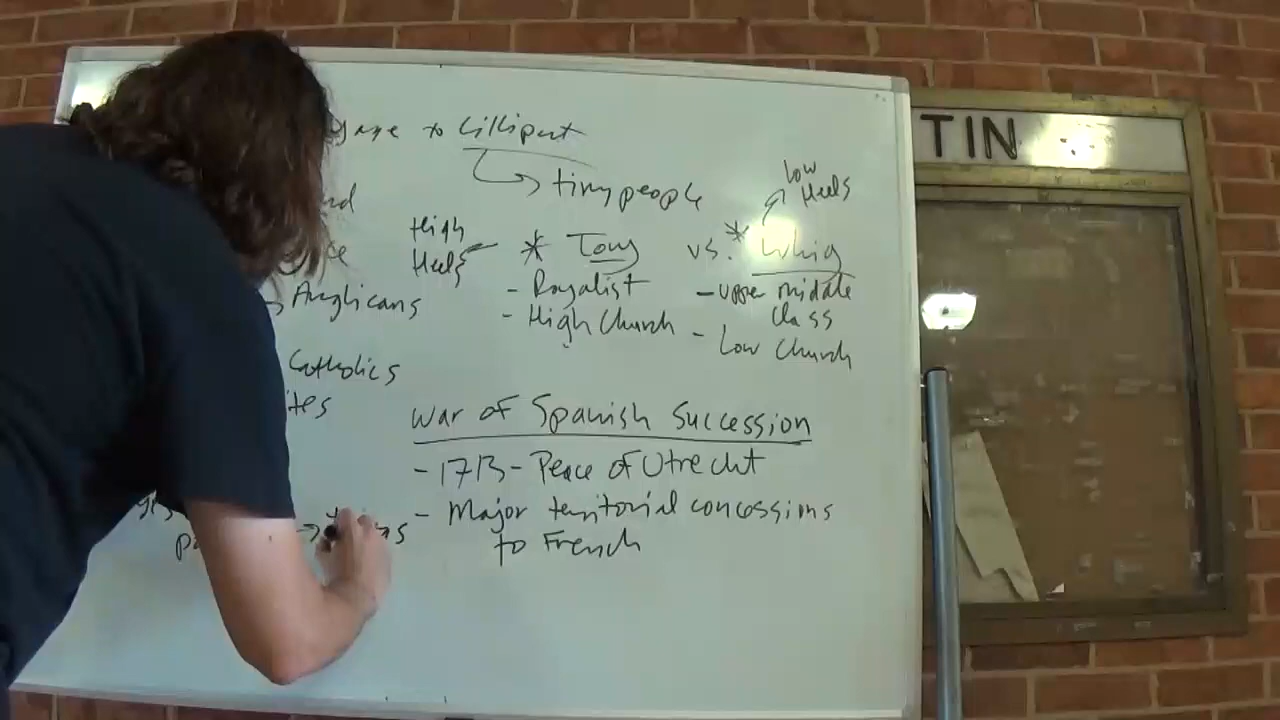 to Lilliput
tiny people
Low
Heels
High
Heels
* Tory vs. * Whig
- Royalist
- High Church
- upper middle
class
- Low Church
Anglicans
Catholics
ites
War of Spanish Succession
- 1713 - Peace of Utrecht
- Major territorial concessions
to French
TIN